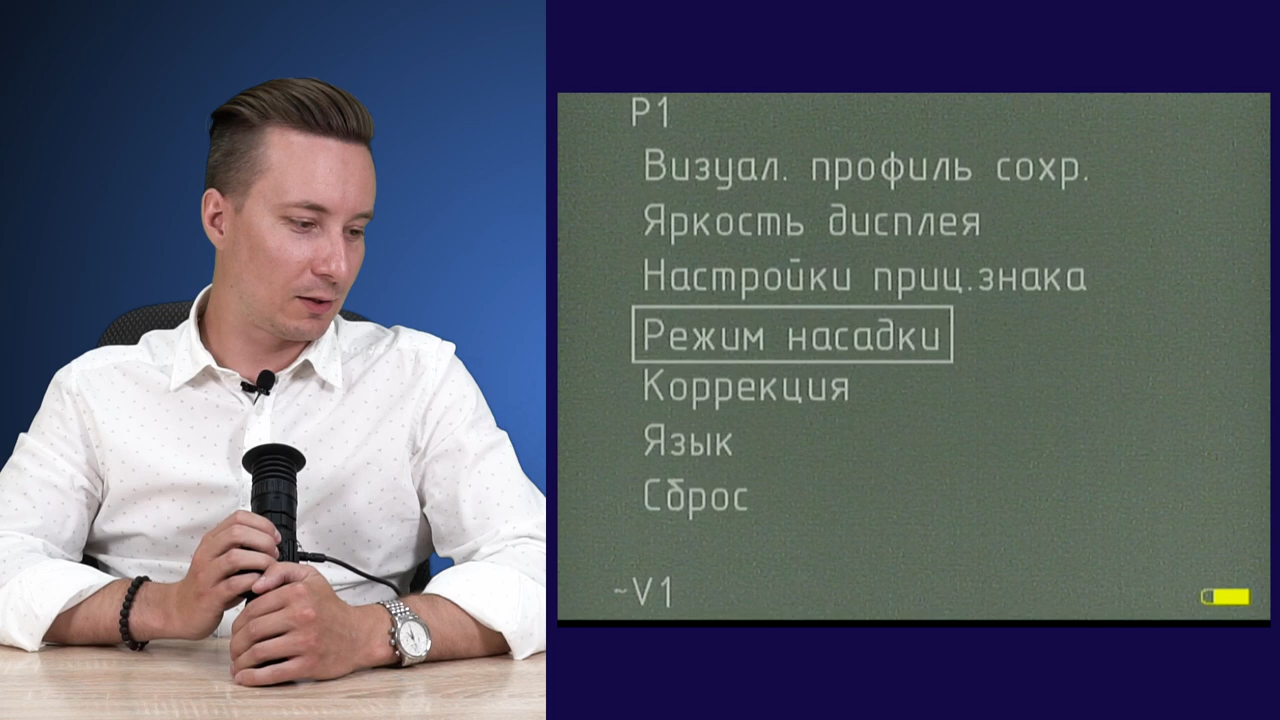 P1
Визуал. профиль сохр.
Яркость дисплея
Настройки приц.знака
Режим насадки
Коррекция
Язык
Сброс
~V1